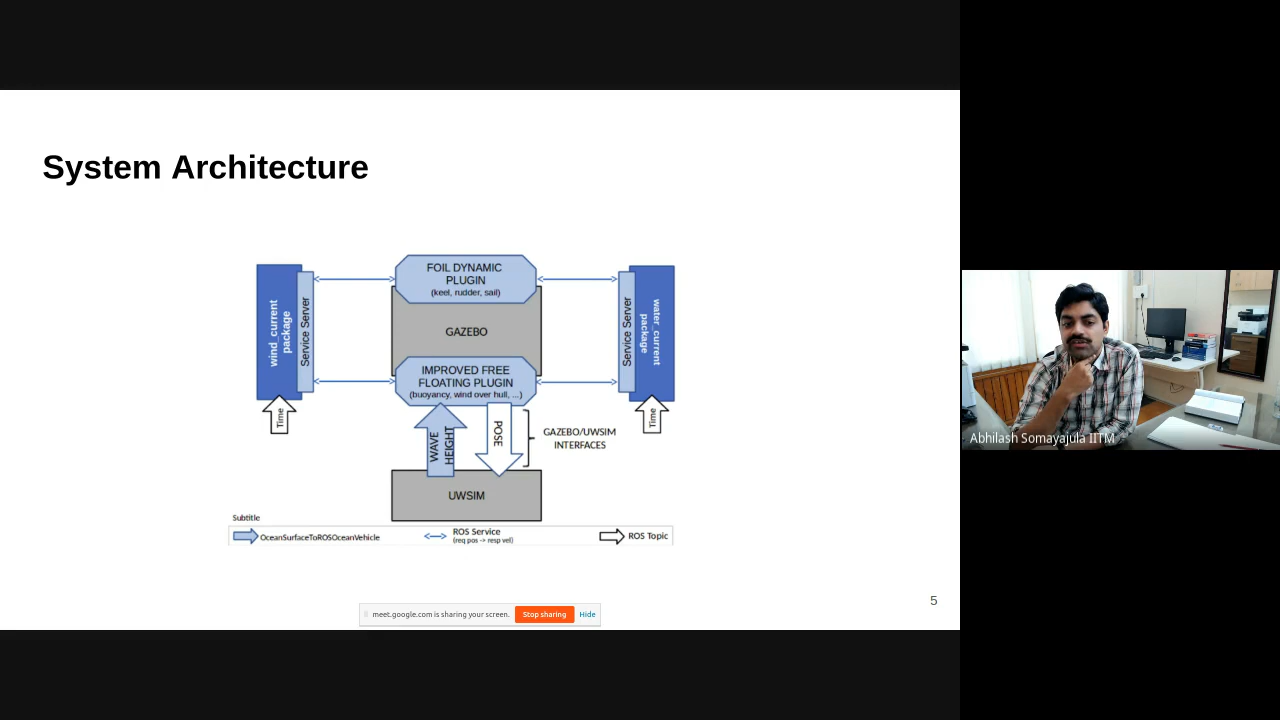 System Architecture
FOIL DYNAMIC
PLUGIN
(keel, rudder, sail)
wind_current
package
Service Server
GAZEBO
Service Server
water_current
package
IMPROVED FREE
FLOATING PLUGIN
(buoyancy, wind over hull, ...)
Time
WAVE
HEIGHT
POSE
GAZEBO/UWSIM
INTERFACES
Time
UWSIM
Subtitle
OceanSurfaceToROSOceanVehicle
ROS Service
(req pos -> resp vel)
ROS Topic
5
meet.google.com is sharing your screen.
Stop sharing
Hide
Abhilash Somayajula IITM